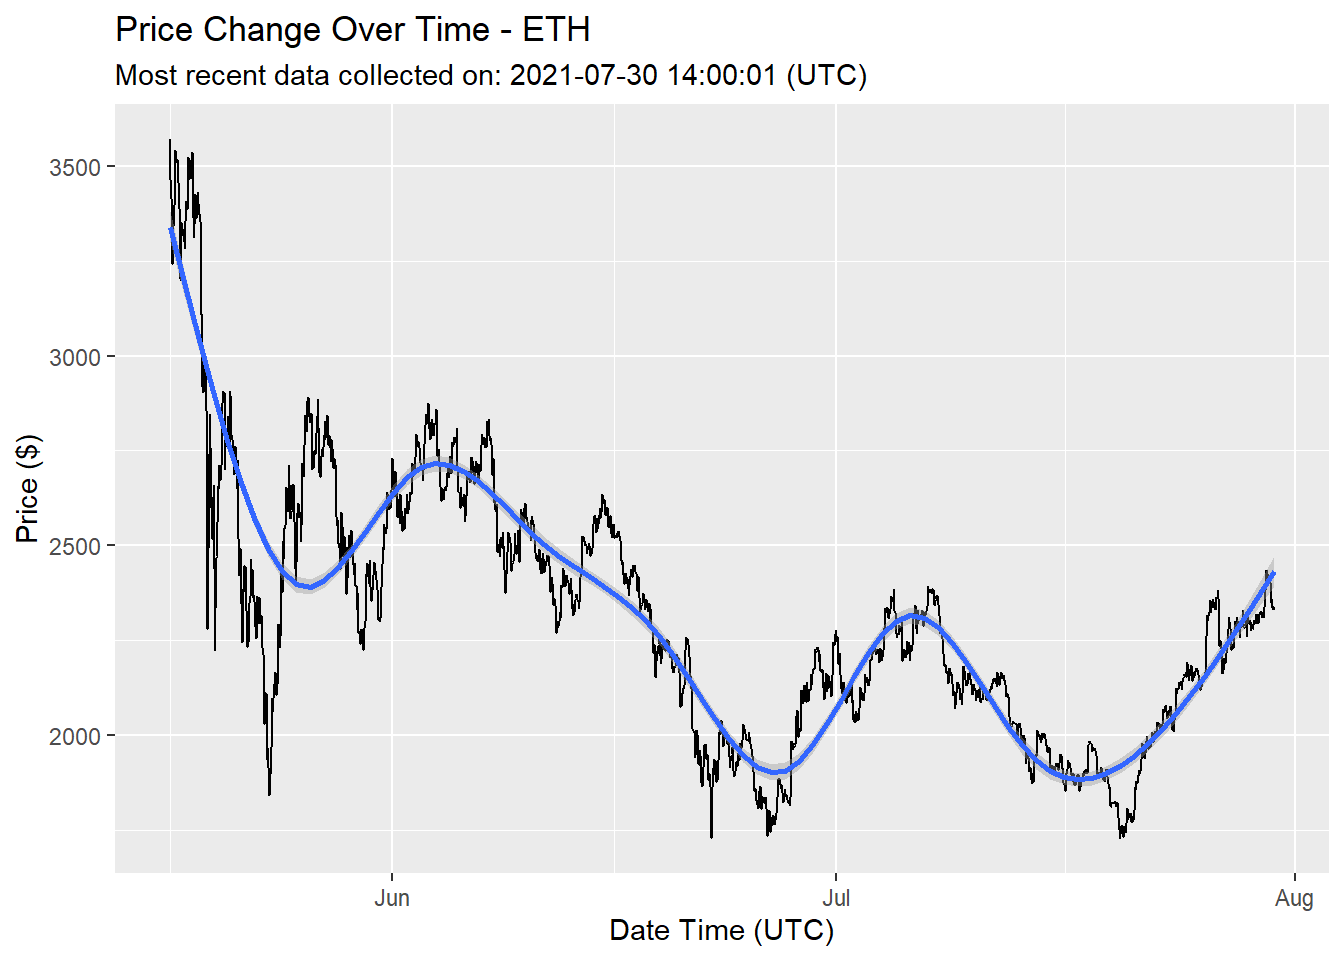 Price Change Over Time - ETH
Most recent data collected on: 2021-07-30 14:00:01 (UTC)
Price ($)
3500
3000
2500
2000
Jun
Jul
Aug
Date Time (UTC)